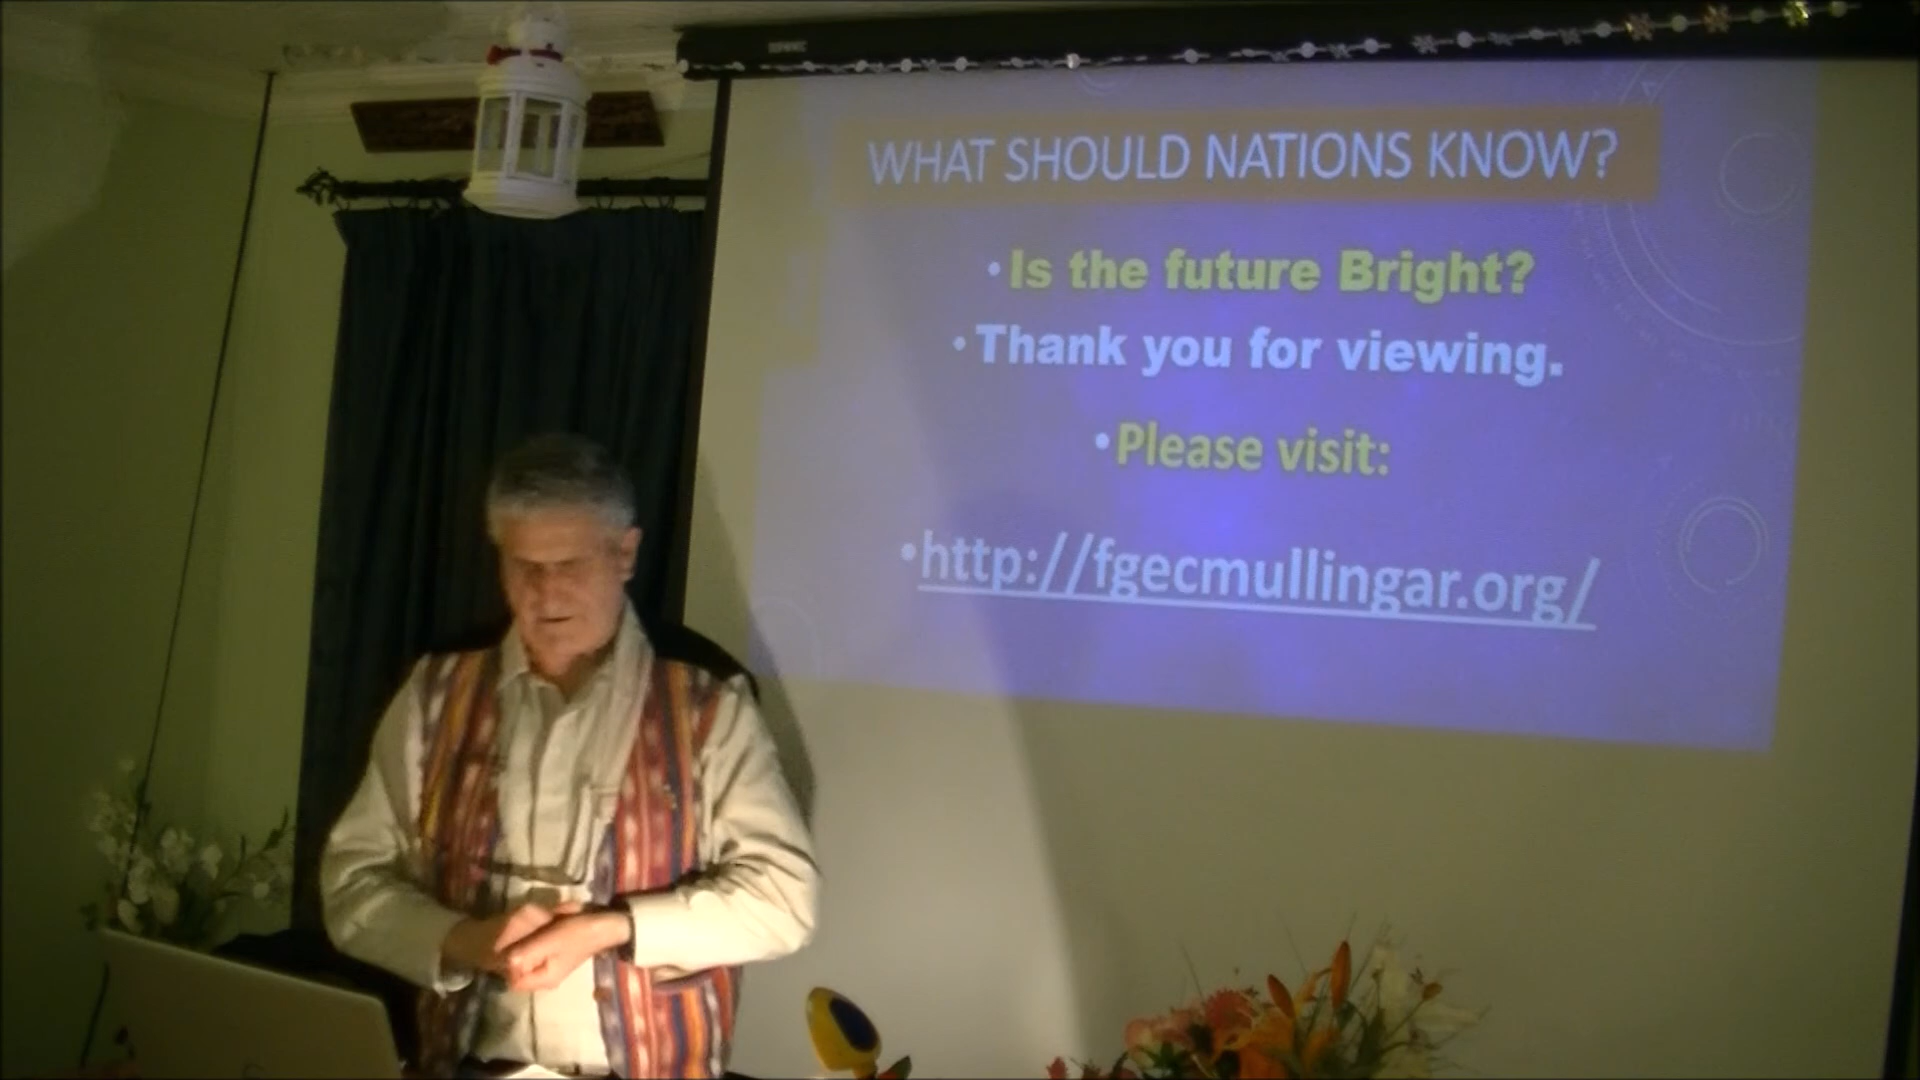 WHAT SHOULD NATIONS KNOW?
•Is the future Bright?
•Thank you for viewing.
•Please visit:
•http://fgecmullingar.org/